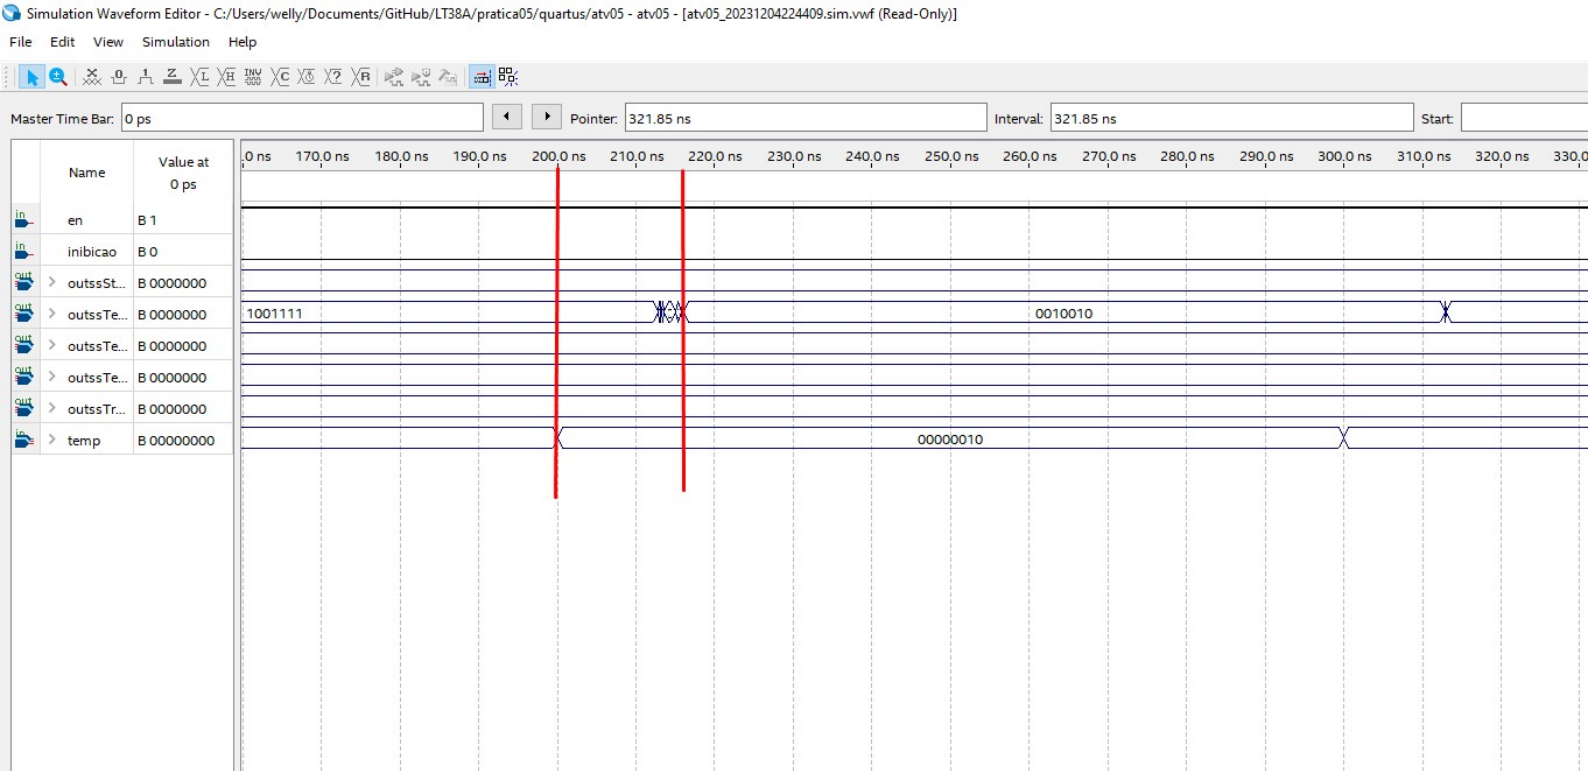 Simulation Waveform Editor - C:/Users/welly/Documents/GitHub/LT38A/pratica05/quartus/atv05 - atv05 - [atv05_20231204224409.sim.vwf (Read-Only)]
File Edit View Simulation Help
Master Time Bar: 0 ps Pointer: 321.85 ns Interval: 321.85 ns Start:
Name Value at 0 ps .0 ns 170.0 ns 180.0 ns 190.0 ns 200.0 ns 210.0 ns 220.0 ns 230.0 ns 240.0 ns 250.0 ns 260.0 ns 270.0 ns 280.0 ns 290.0 ns 300.0 ns 310.0 ns 320.0 ns 330.0
en B 1
inibicao B 0
outssSt... B 0000000
outssTe... B 0000000 1001111 0010010
outssTe... B 0000000
outssTe... B 0000000
outssTr... B 0000000
temp B 00000000 00000010